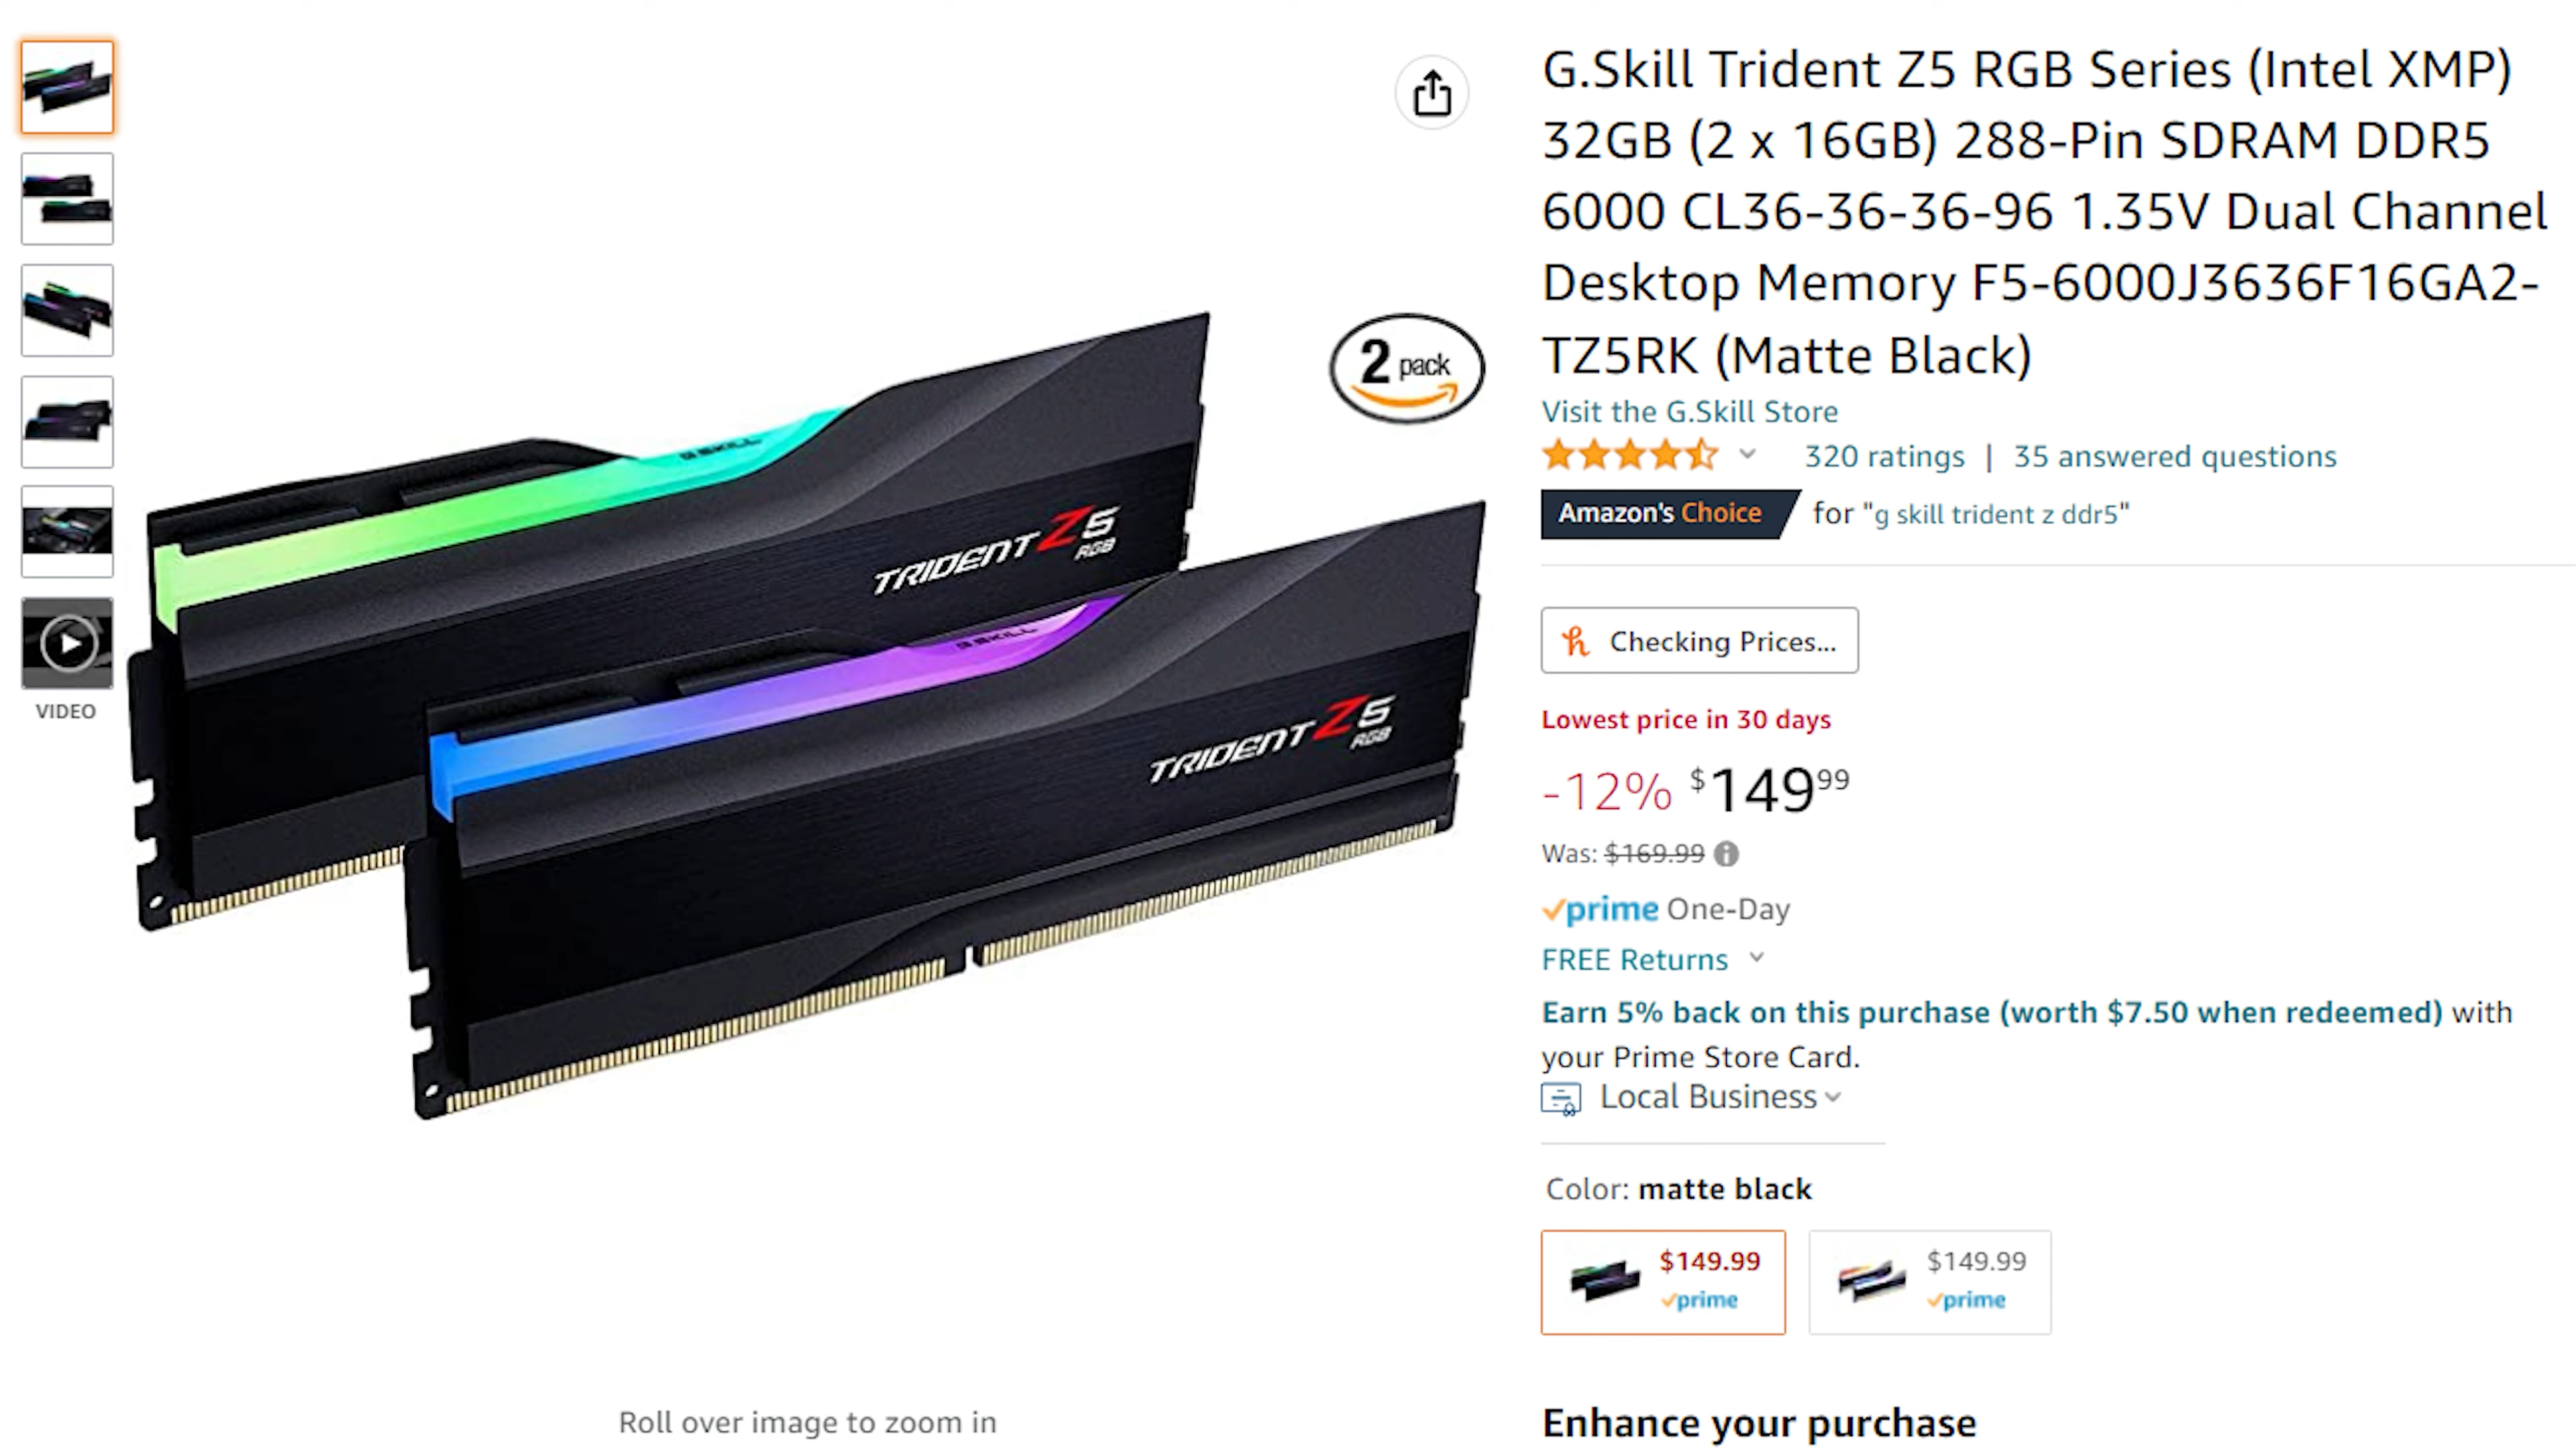 G.Skill Trident Z5 RGB Series (Intel XMP)
32GB (2 x 16GB) 288-Pin SDRAM DDR5
6000 CL36-36-36-96 1.35V Dual Channel
Desktop Memory F5-6000J3636F16GA2-
TZ5RK (Matte Black)
Visit the G.Skill Store
320 ratings | 35 answered questions
Amazon's Choice for "g skill trident z ddr5"
Checking Prices...
Lowest price in 30 days
-12% $149.99
Was: $169.99
prime One-Day
FREE Returns
Earn 5% back on this purchase (worth $7.50 when redeemed) with
your Prime Store Card.
Local Business
Color: matte black
$149.99
prime
$149.99
prime
Enhance your purchase
2 pack
G.SKILL
TRIDENT Z5
RGB
G.SKILL
TRIDENT Z5
RGB
VIDEO
Roll over image to zoom in